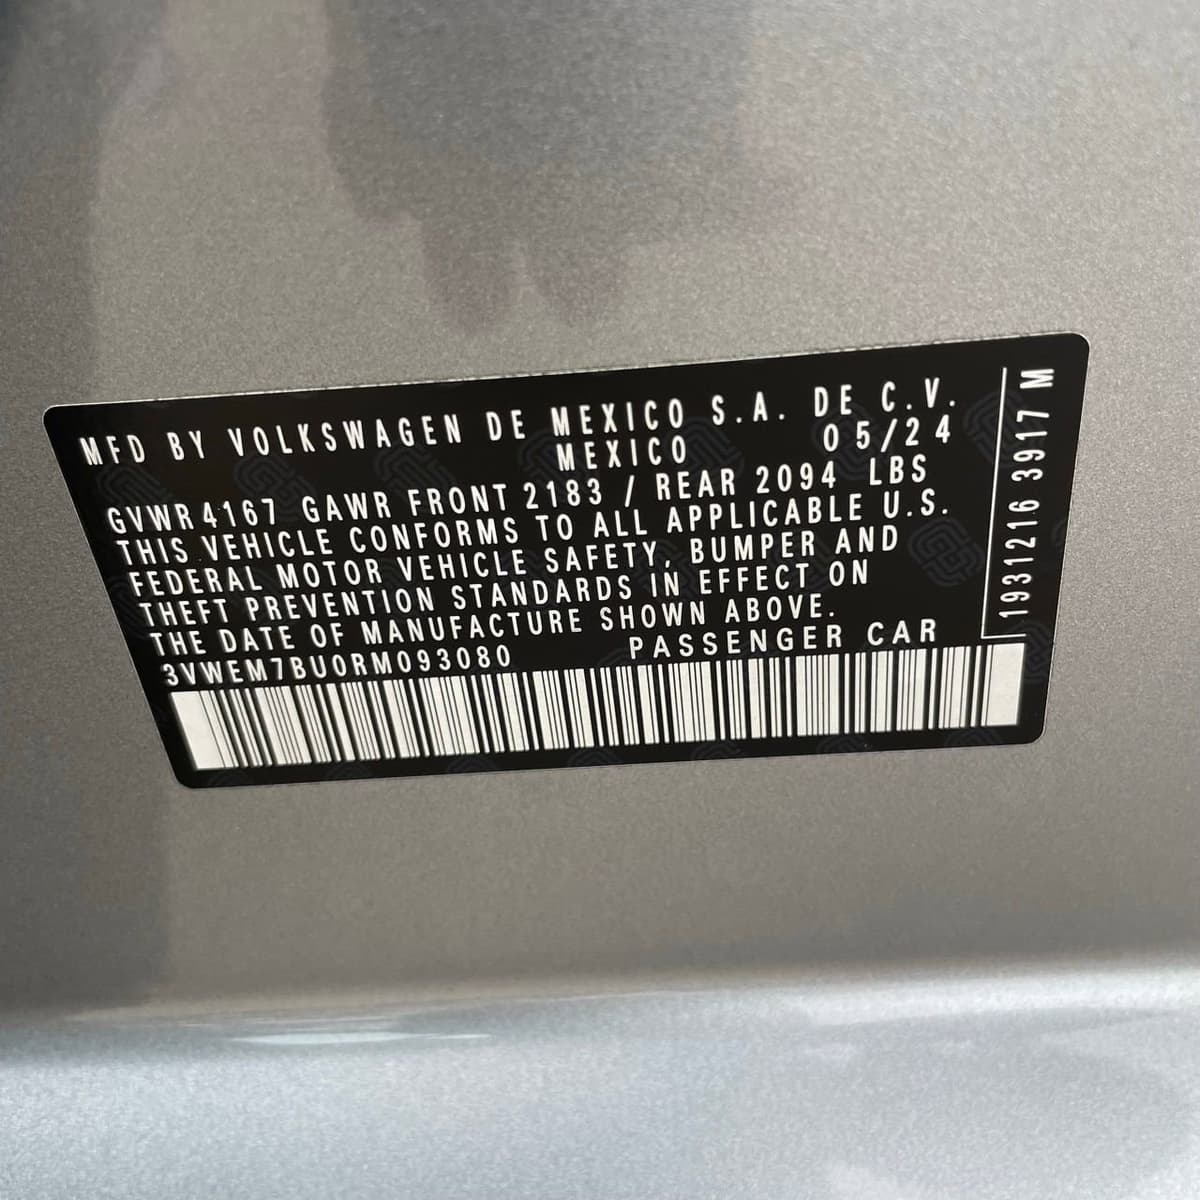 MFD BY VOLKSWAGEN DE MEXICO S.A. DE C.V.
MEXICO 05/24
GVWR 4167 GAWR FRONT 2183 / REAR 2094 LBS
THIS VEHICLE CONFORMS TO ALL APPLICABLE U.S.
FEDERAL MOTOR VEHICLE SAFETY, BUMPER AND
THEFT PREVENTION STANDARDS IN EFFECT ON
THE DATE OF MANUFACTURE SHOWN ABOVE.
3VWEM7BU0RM093080 PASSENGER CAR
1931216 3917 M